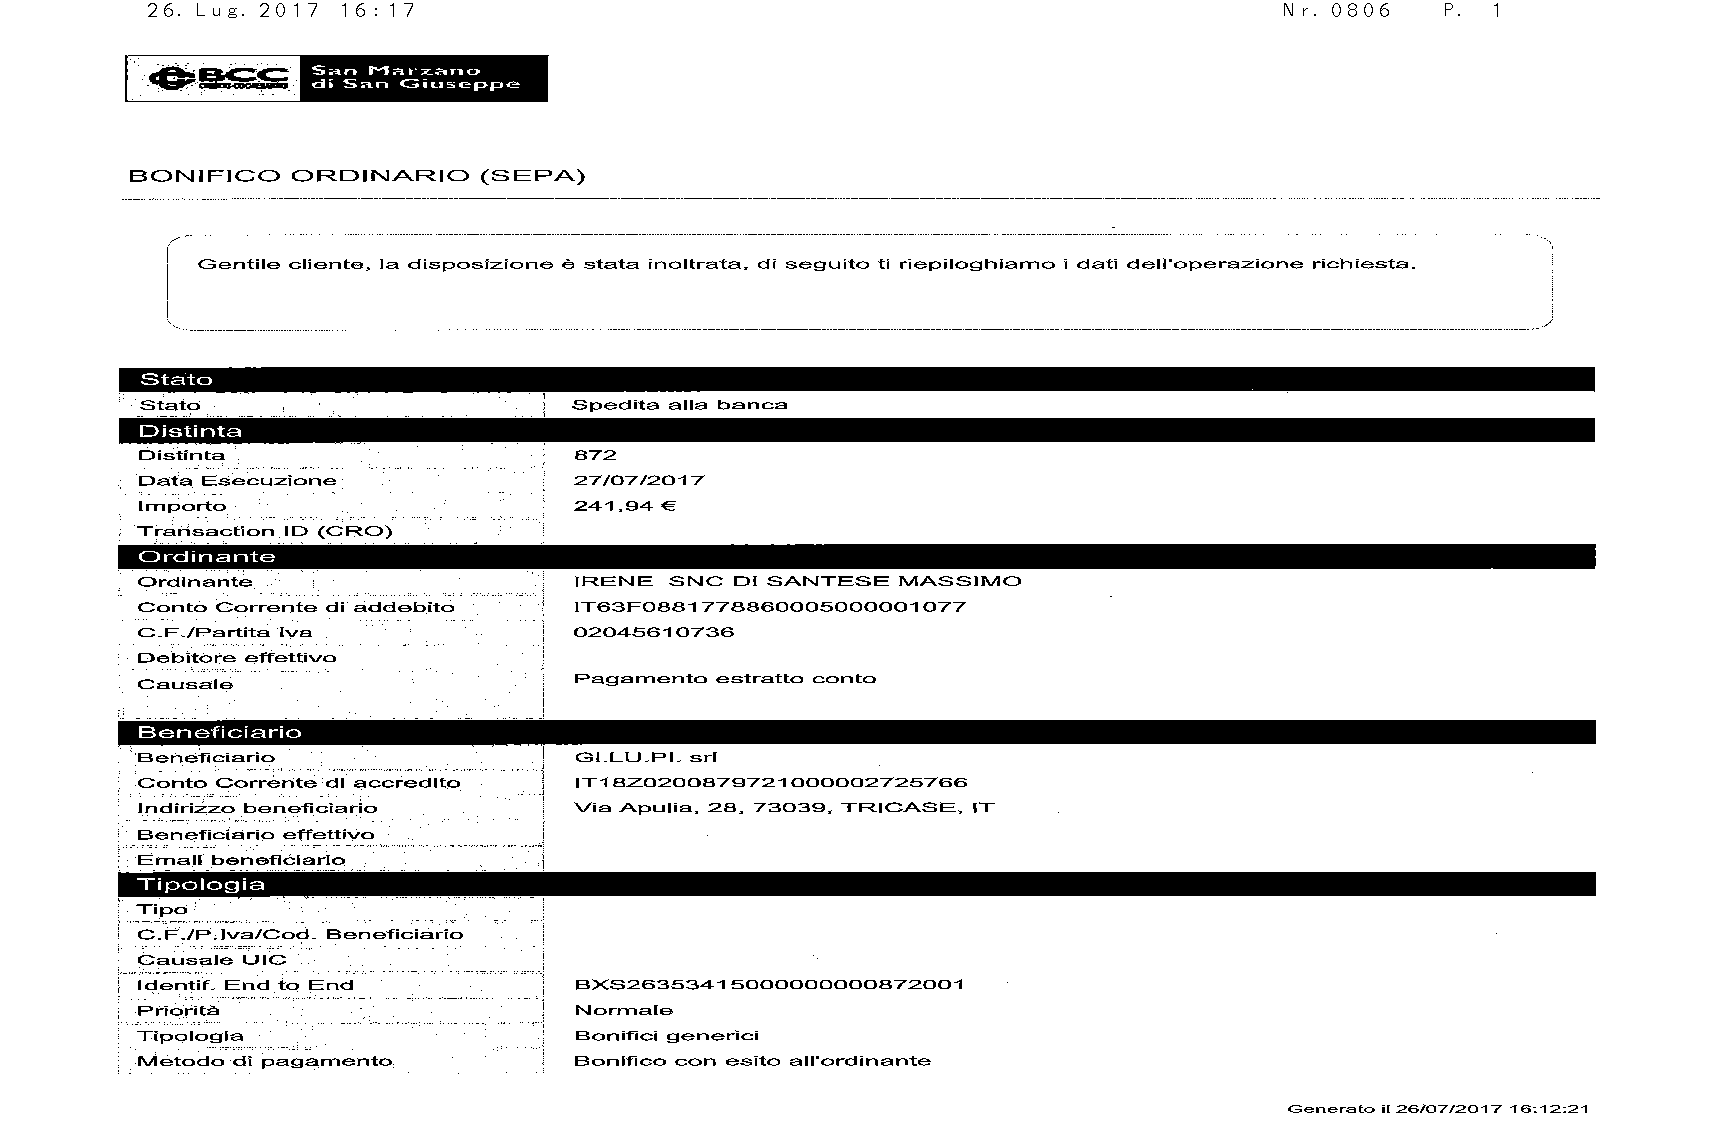 26. Lug. 2017 16:17 Nr. 0806 P. 1
BCC
San Marzano
di San Giuseppe
BONIFICO ORDINARIO (SEPA)
Gentile cliente, la disposizione è stata inoltrata, di seguito ti riepiloghiamo i dati dell'operazione richiesta.
Stato
Stato Spedita alla banca
Distinta
Distinta 872
Data Esecuzione 27/07/2017
Importo 241,94 €
Transaction ID (CRO)
Ordinante
Ordinante IRENE SNC DI SANTESE MASSIMO
Conto Corrente di addebito IT63F0881778860005000001077
C.F./Partita Iva 02045610736
Debitore effettivo
Causale Pagamento estratto conto
Beneficiario
Beneficiario GI.LU.PI. srl
Conto Corrente di accredito IT18Z0200879721000002725766
Indirizzo beneficiario Via Apulia, 28, 73039, TRICASE, IT
Beneficiario effettivo
Email beneficiario
Tipologia
Tipo
C.F./P.Iva/Cod. Beneficiario
Causale UIC
Identif. End to End BXS26353415000000000872001
Priorità Normale
Tipologia Bonifici generici
Metodo di pagamento Bonifico con esito all'ordinante
Generato il 26/07/2017 16:12:21